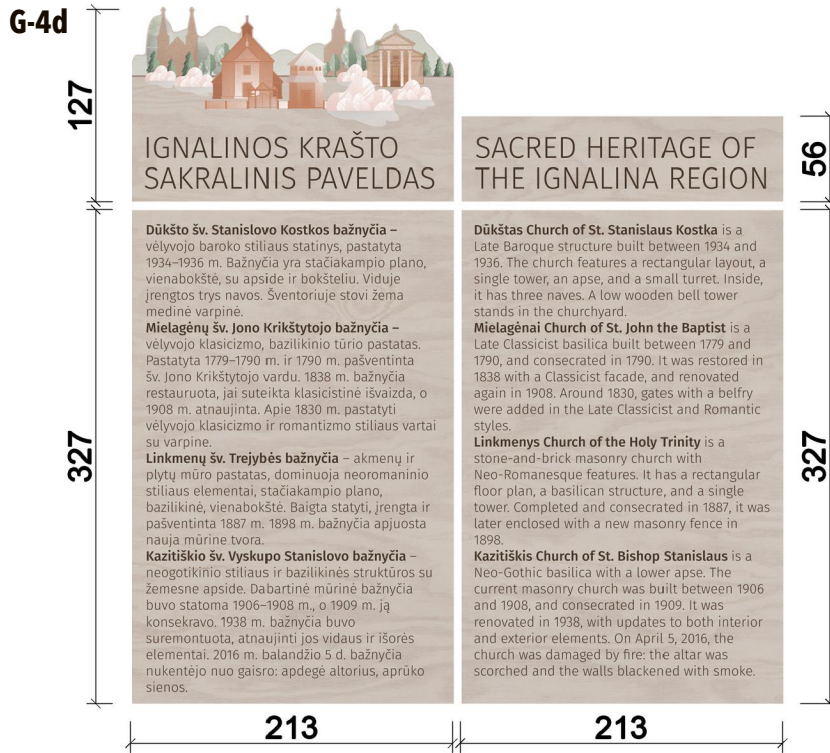 G-4d
127
IGNALINOS KRAŠTO
SAKRALINIS PAVELDAS
SACRED HERITAGE OF
THE IGNALINA REGION
56
327
Dūkšto šv. Stanislovo Kostkos bažnyčia –
vėlyvojo baroko stiliaus statinys, pastatyta
1934–1936 m. Bažnyčia yra stačiakampio plano,
vienabokštė, su apside ir bokšteliu. Viduje
įrengtos trys navos. Šventoriuje stovi žema
medinė varpinė.
Mielagėnų šv. Jono Krikštytojo bažnyčia –
vėlyvojo klasicizmo, bazilikinio tūrio pastatas.
Pastatyta 1779–1790 m. ir 1790 m. pašventinta
šv. Jono Krikštytojo vardu. 1838 m. bažnyčia
restauruota, jai suteikta klasicistinė išvaizda, o
1908 m. atnaujinta. Apie 1830 m. pastatyti
vėlyvojo klasicizmo ir romantizmo stiliaus vartai
su varpine.
Linkmenų šv. Trejybės bažnyčia – akmenų ir
plytų mūro pastatas, dominuoja neoromaninio
stiliaus elementai, stačiakampio plano,
bazilikinė, vienabokštė. Baigta statyti, įrengta ir
pašventinta 1887 m. 1898 m. bažnyčia apjuosta
nauja mūrine tvora.
Kazitiškio šv. Vyskupo Stanislovo bažnyčia –
neogotikinio stiliaus ir bazilikinės struktūros su
žemesne apside. Dabartinė mūrinė bažnyčia
buvo statoma 1906–1908 m., o 1909 m. ją
konsekravo. 1938 m. bažnyčia buvo
suremontuota, atnaujinti jos vidaus ir išorės
elementai. 2016 m. balandžio 5 d. bažnyčia
nukentėjo nuo gaisro: apdegė altorius, aprūko
sienos.
Dūkštas Church of St. Stanislaus Kostka is a
Late Baroque structure built between 1934 and
1936. The church features a rectangular layout, a
single tower, an apse, and a small turret. Inside,
it has three naves. A low wooden bell tower
stands in the churchyard.
Mielagėnai Church of St. John the Baptist is a
Late Classicist basilica built between 1779 and
1790, and consecrated in 1790. It was restored in
1838 with a Classicist facade, and renovated
again in 1908. Around 1830, gates with a belfry
were added in the Late Classicist and Romantic
styles.
Linkmenys Church of the Holy Trinity is a
stone-and-brick masonry church with
Neo-Romanesque features. It has a rectangular
floor plan, a basilican structure, and a single
tower. Completed and consecrated in 1887, it was
later enclosed with a new masonry fence in
1898.
Kazitiškis Church of St. Bishop Stanislaus is a
Neo-Gothic basilica with a lower apse. The
current masonry church was built between 1906
and 1908, and consecrated in 1909. It was
renovated in 1938, with updates to both interior
and exterior elements. On April 5, 2016, the
church was damaged by fire: the altar was
scorched and the walls blackened with smoke.
327
213
213